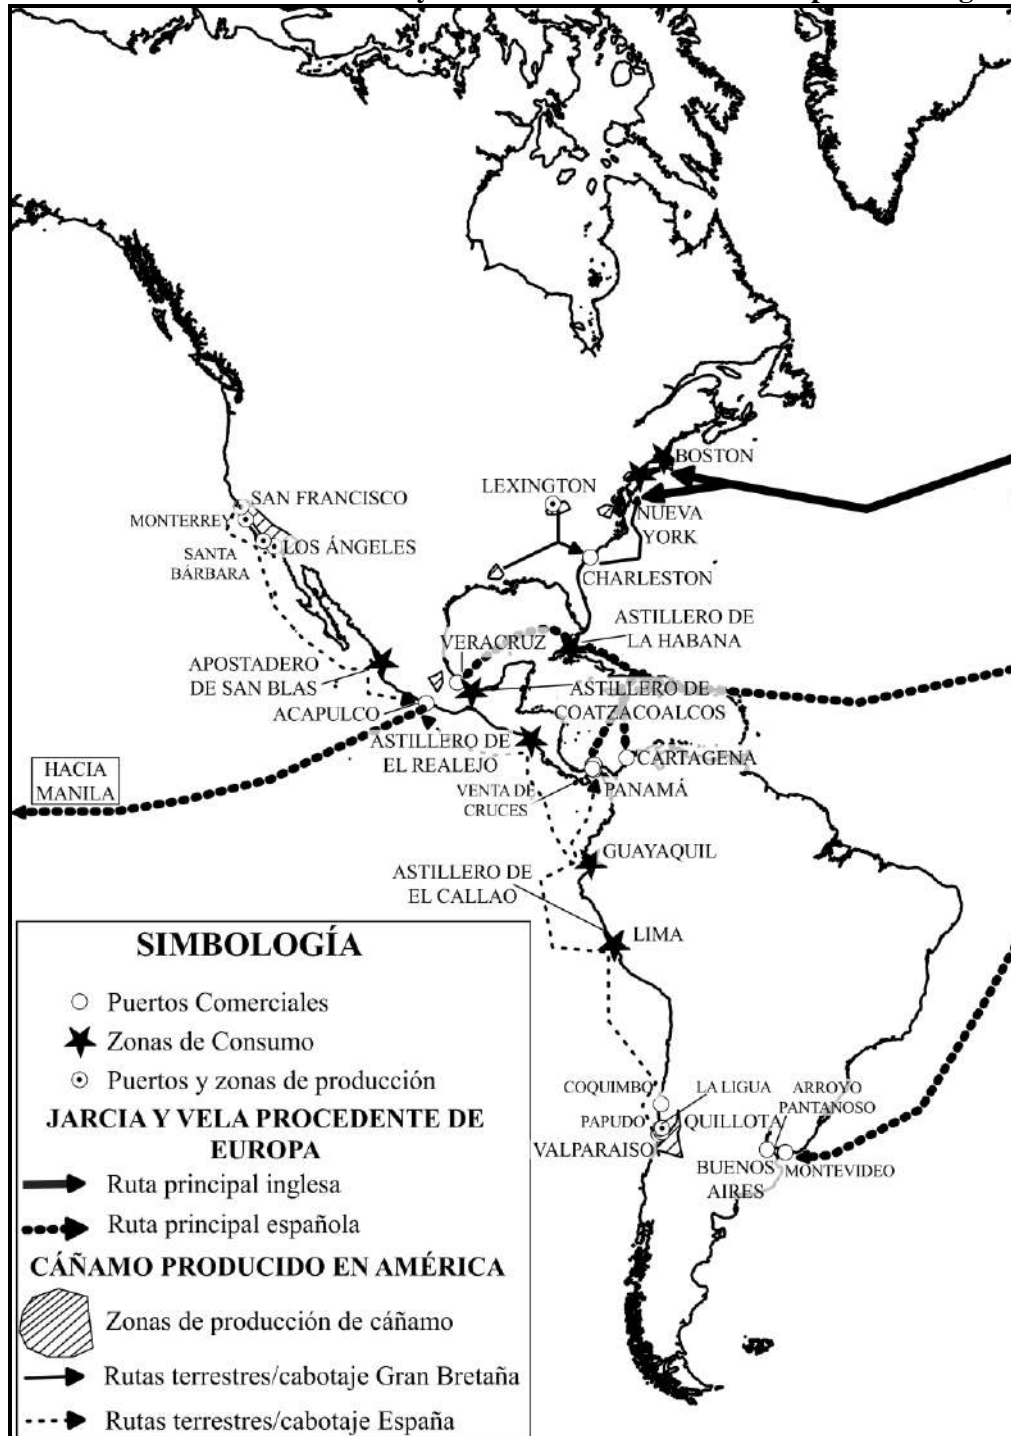 SAN FRANCISCO
MONTERREY
SANTA
BÁRBARA
LOS ÁNGELES
LEXINGTON
BOSTON
NUEVA
YORK
CHARLESTON
ASTILLERO DE
LA HABANA
VERACRUZ
APOSTADERO
DE SAN BLAS
ACAPULCO
ASTILLERO DE
COATZACOALCOS
ASTILLERO DE
EL REALEJO
HACIA
MANILA
CARTAGENA
VENTA DE
CRUCES
PANAMÁ
GUAYAQUIL
ASTILLERO DE
EL CALLAO
LIMA
COQUIMBO
LA LIGUA
ARROYO
PANTANOSO
PAPUDO
QUILLOTA
VALPARAISO
BUENOS
AIRES
MONTEVIDEO
SIMBOLOGÍA
Puertos Comerciales
Zonas de Consumo
Puertos y zonas de producción
JARCIA Y VELA PROCEDENTE DE
EUROPA
Ruta principal inglesa
Ruta principal española
CÁÑAMO PRODUCIDO EN AMÉRICA
Zonas de producción de cáñamo
Rutas terrestres/cabotaje Gran Bretaña
Rutas terrestres/cabotaje España